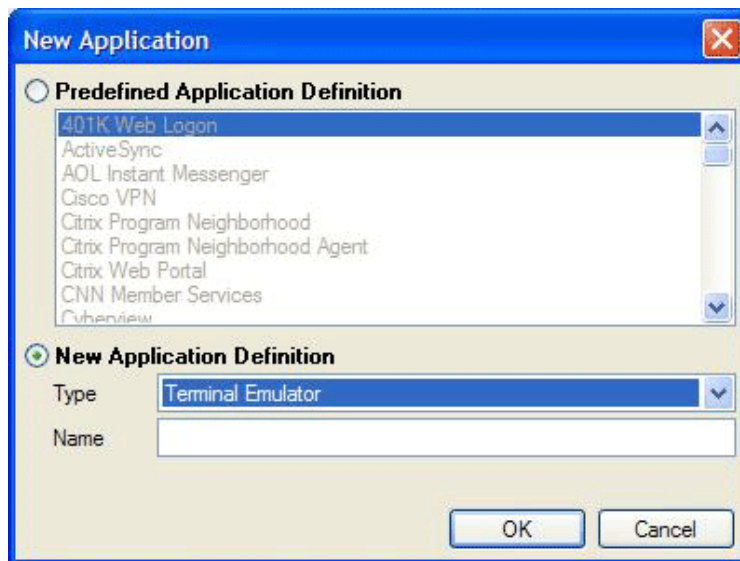 New Application
Predefined Application Definition
401K Web Logon
ActiveSync
AOL Instant Messenger
Cisco VPN
Citrix Program Neighborhood
Citrix Program Neighborhood Agent
Citrix Web Portal
CNN Member Services
Cyberview
New Application Definition
Type
Terminal Emulator
Name
OK
Cancel